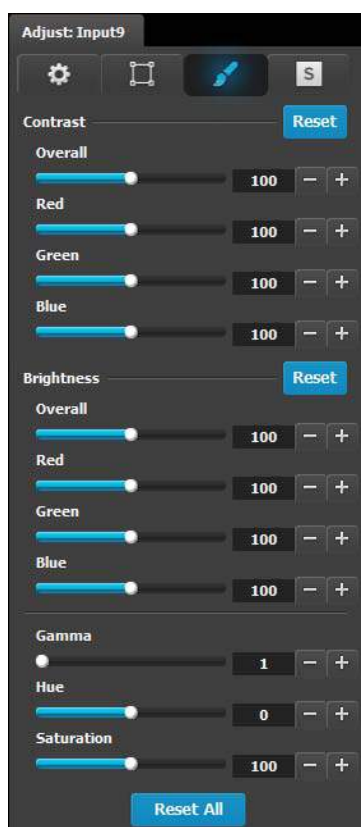 Adjust: Input9
S
Contrast Reset
Overall
100 − +
Red
100 − +
Green
100 − +
Blue
100 − +
Brightness Reset
Overall
100 − +
Red
100 − +
Green
100 − +
Blue
100 − +
Gamma
1 − +
Hue
0 − +
Saturation
100 − +
Reset All